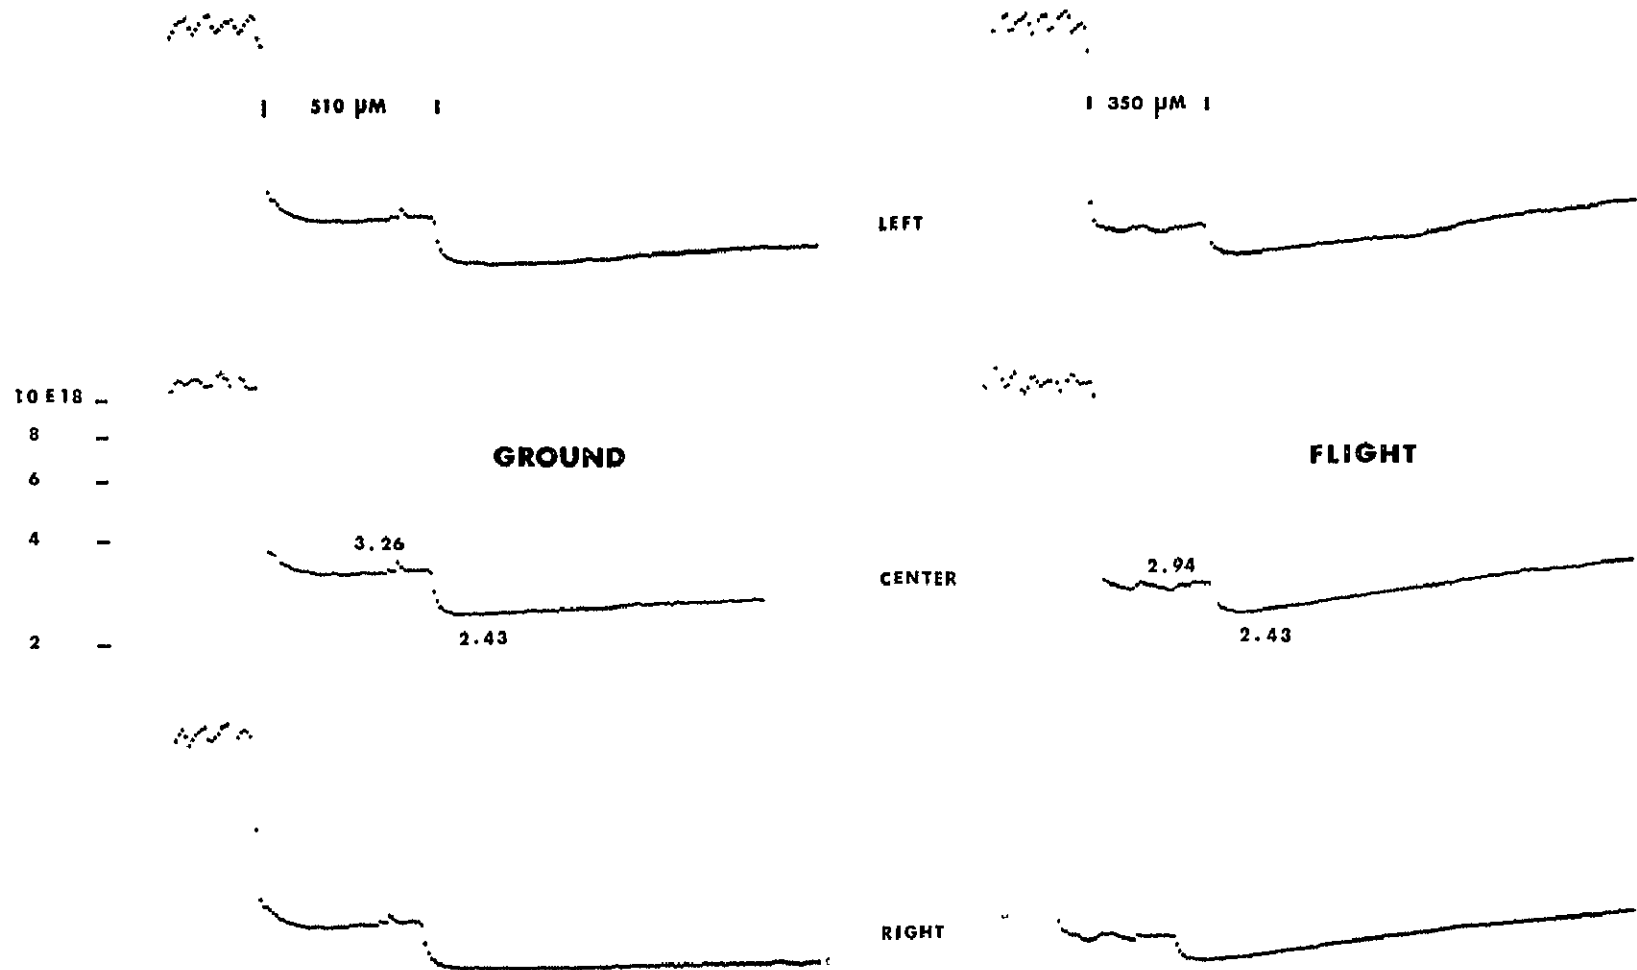 510 µM
350 µM
LEFT
10 E18
8
GROUND
FLIGHT
6
4
3.26
2.94
CENTER
2
2.43
2.43
RIGHT